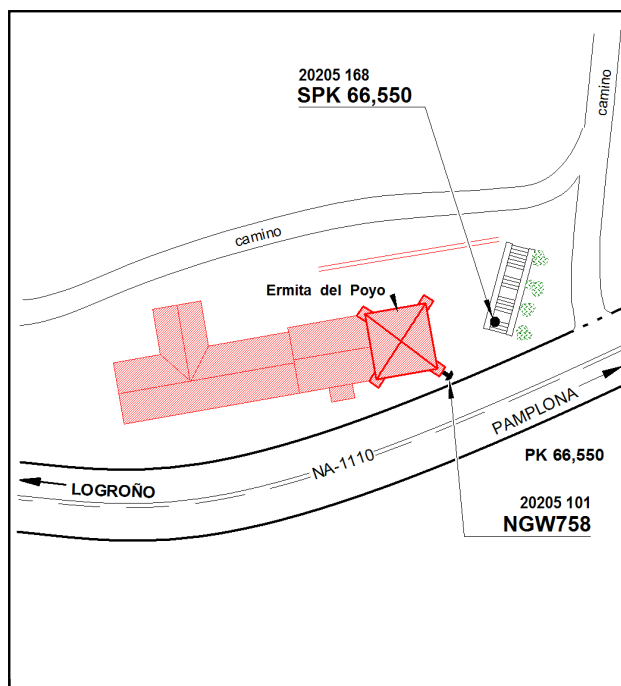 20205 168
SPK 66,550
camino
camino
Ermita del Poyo
PAMPLONA
NA-1110
PK 66,550
LOGROÑO
20205 101
NGW758